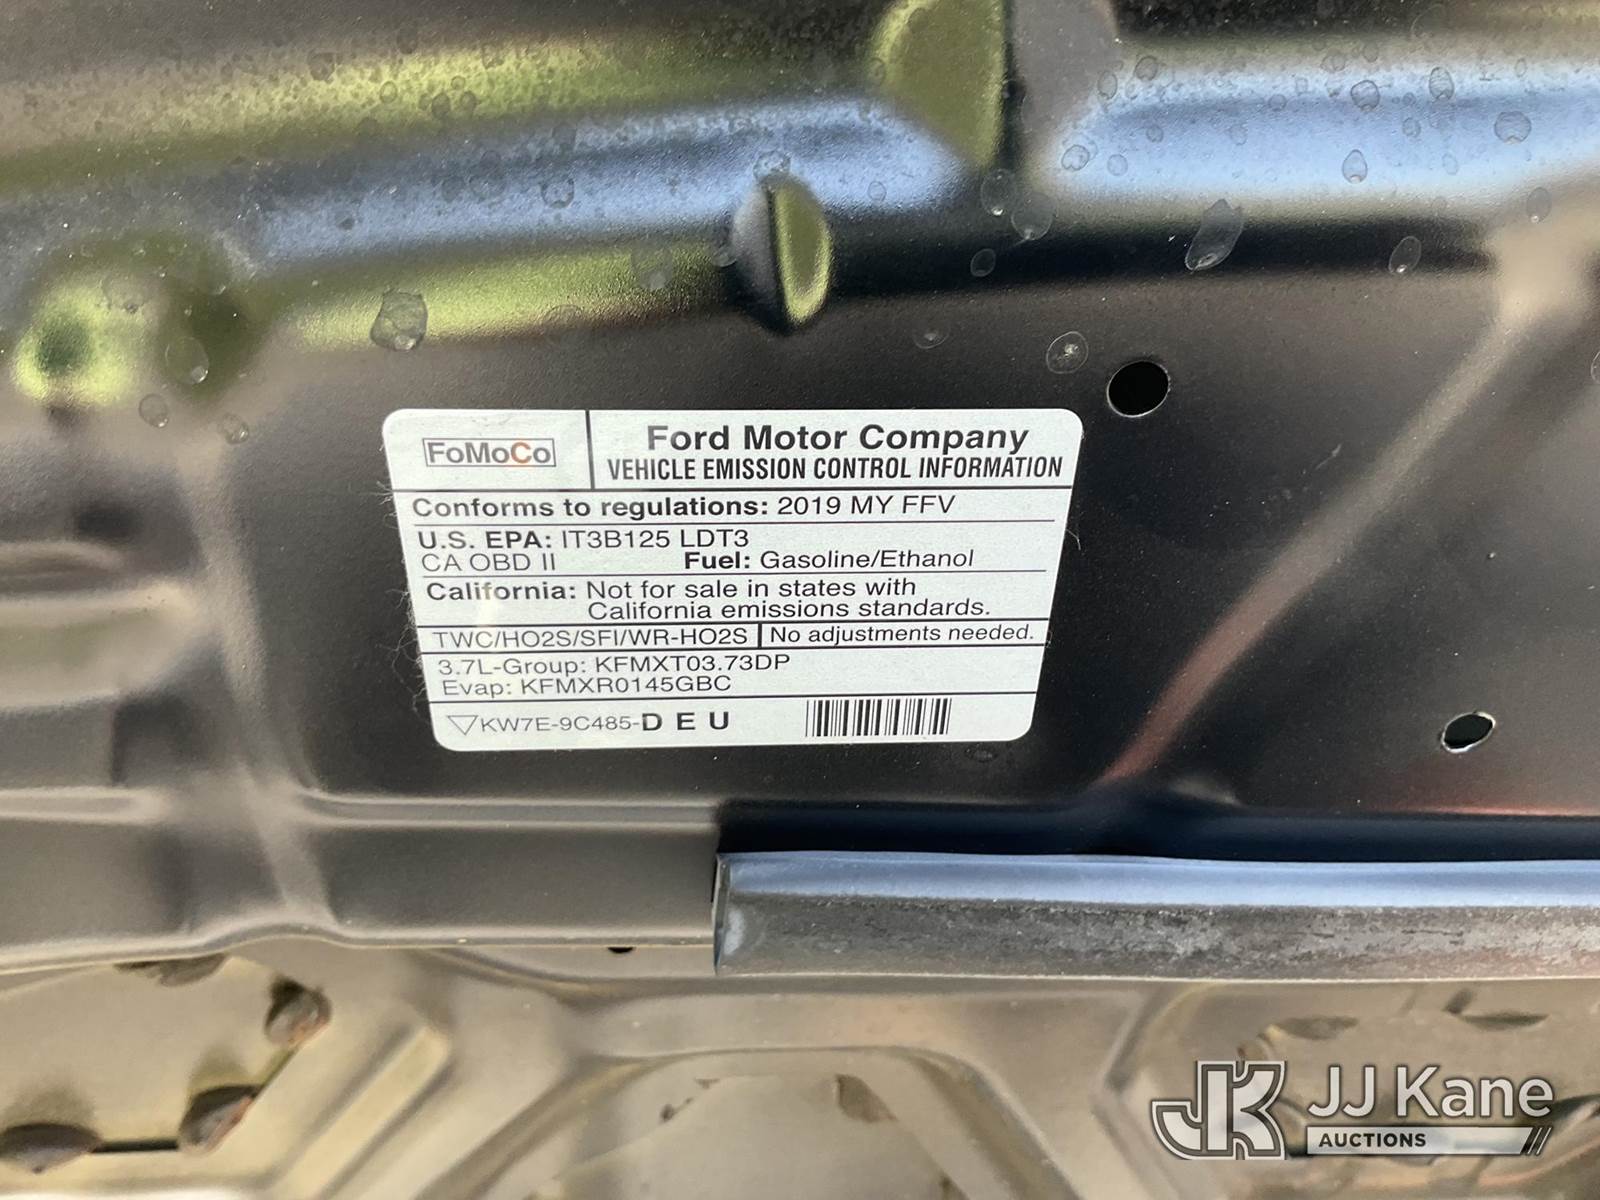 FoMoCo
Ford Motor Company
VEHICLE EMISSION CONTROL INFORMATION
Conforms to regulations: 2019 MY FFV
U.S. EPA: IT3B125 LDT3
CA OBD II Fuel: Gasoline/Ethanol
California: Not for sale in states with
California emissions standards.
TWC/HO2S/SFI/WR-HO2S No adjustments needed.
3.7L-Group: KFMXT03.73DP
Evap: KFMXR0145GBC
KW7E-9C485-D E U
JJ Kane
AUCTIONS